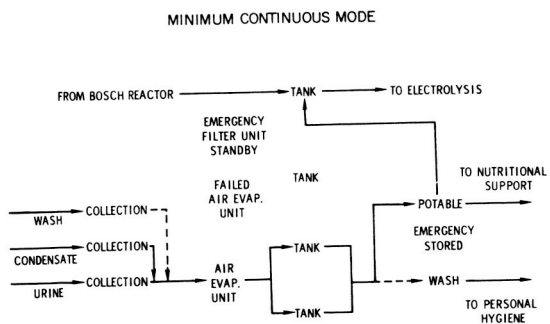 MINIMUM CONTINUOUS MODE
FROM BOSCH REACTOR
TANK
TO ELECTROLYSIS
EMERGENCY
FILTER UNIT
STANDBY
FAILED
AIR EVAP.
UNIT
TANK
TO NUTRITIONAL
SUPPORT
WASH
COLLECTION
POTABLE
EMERGENCY
STORED
CONDENSATE
COLLECTION
TANK
URINE
COLLECTION
AIR
EVAP.
UNIT
TANK
WASH
TO PERSONAL
HYGIENE